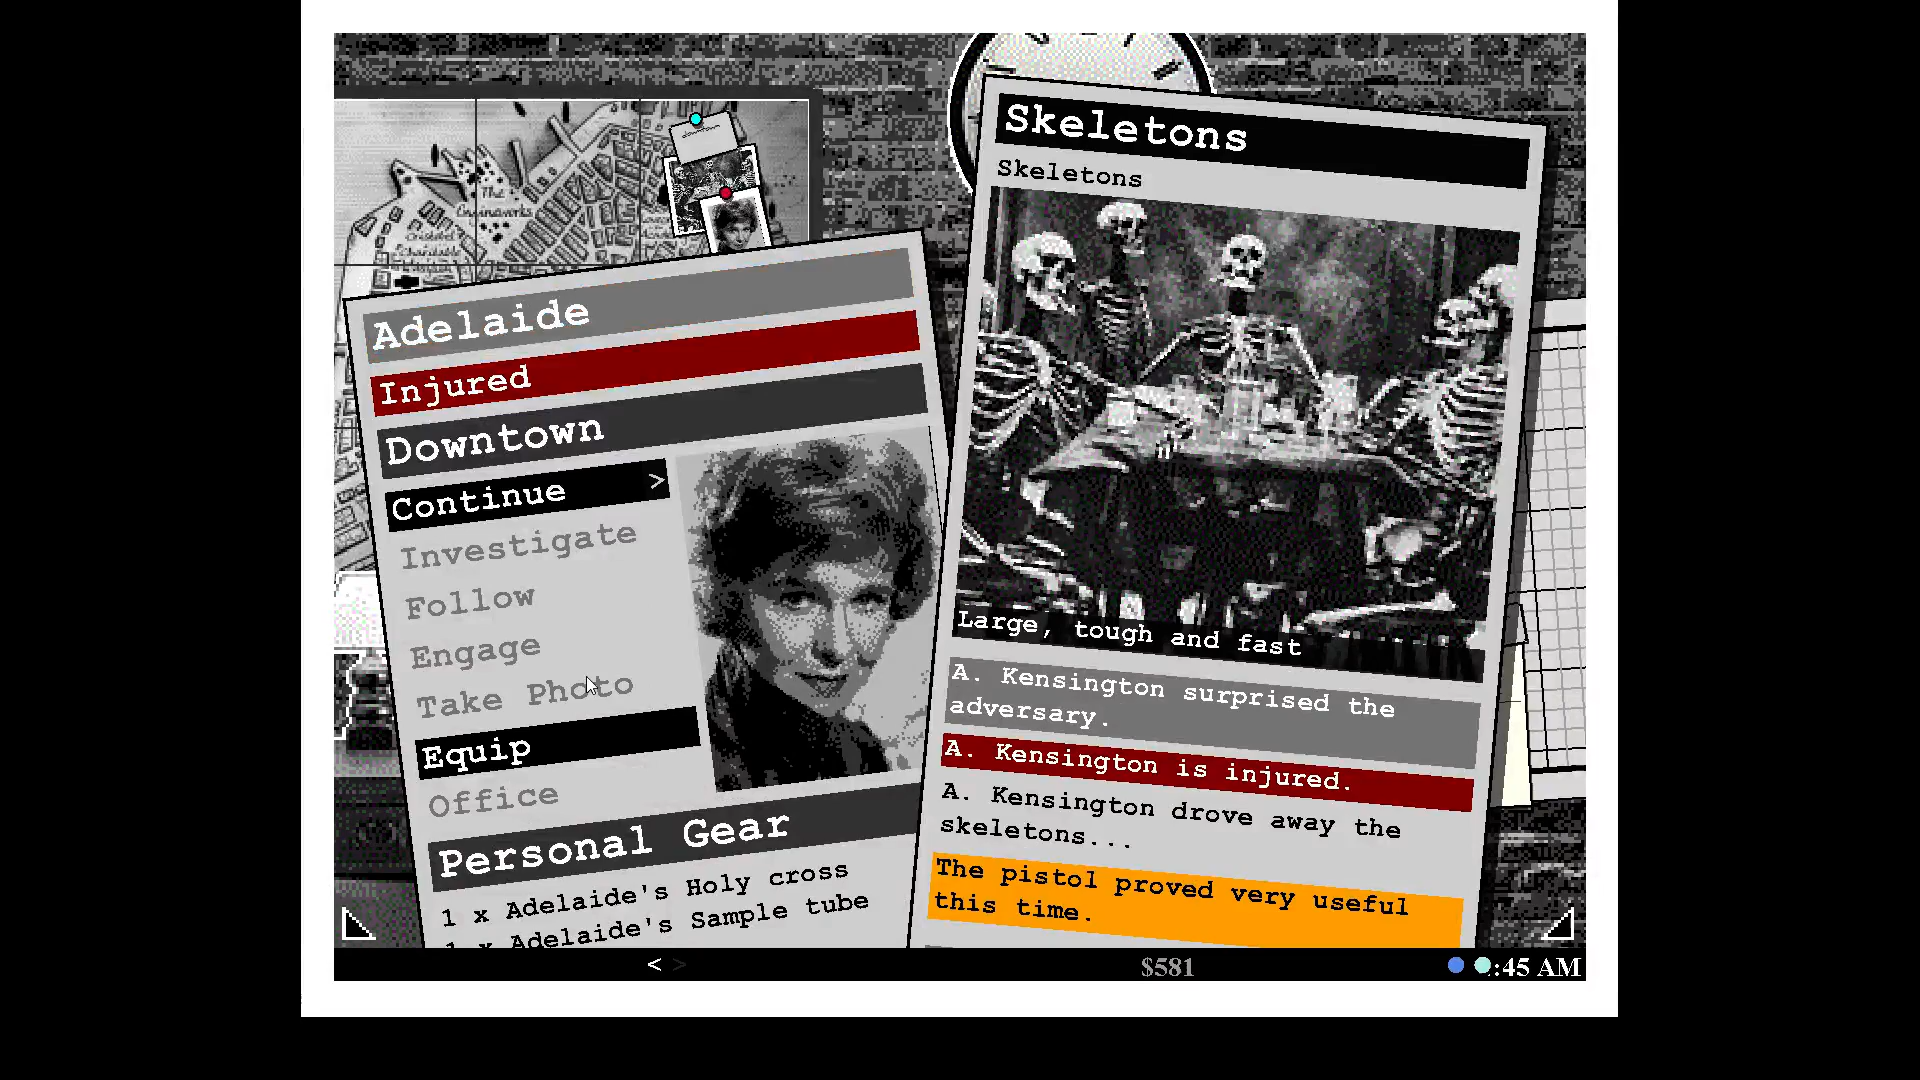 Adelaide
Injured
Downtown
Continue >
Investigate
Follow
Engage
Take Photo
Equip
Office
Personal Gear
1 x Adelaide's Holy cross
1 x Adelaide's Sample tube
Skeletons
Skeletons
Large, tough and fast
A. Kensington surprised the
adversary.
A. Kensington is injured.
A. Kensington drove away the
skeletons...
The pistol proved very useful
this time.
< >
$581
:45 AM